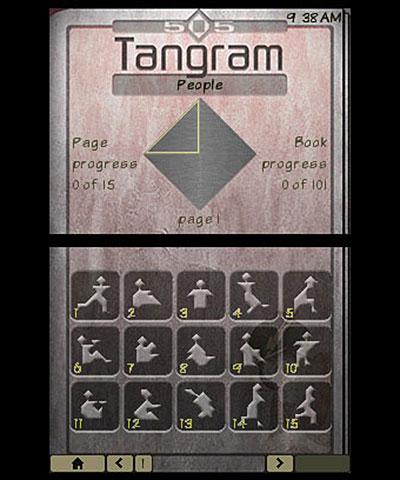 9 38 AM
505
Tangram
People
Page progress 0 of 15
Book progress 0 of 101
page 1
1 2 3 4 5
6 7 8 9 10
11 12 13 14 15
< 1 >